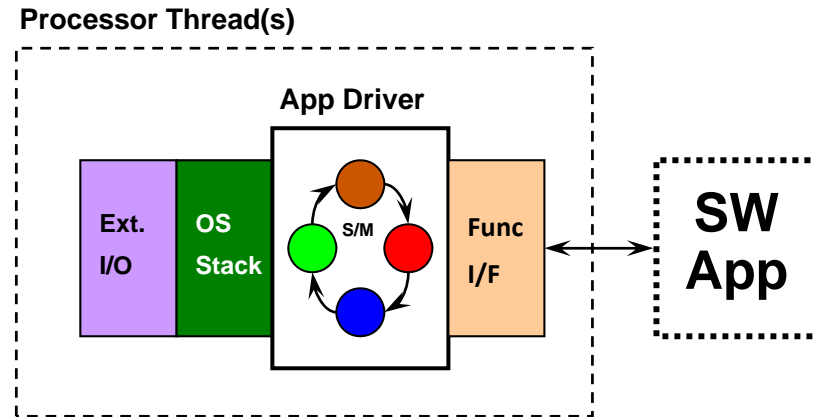 Processor Thread(s)
App Driver
Ext.
I/O
OS
Stack
S/M
Func
I/F
SW
App